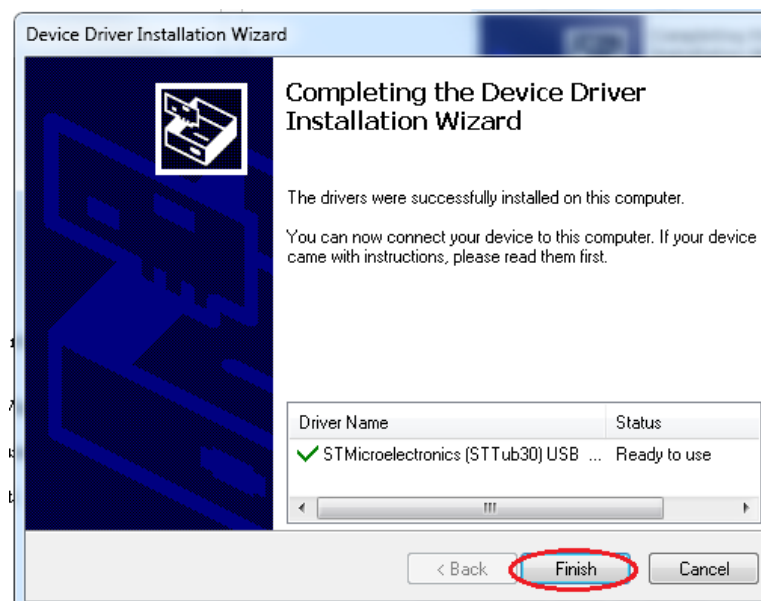 Device Driver Installation Wizard
Completing the Device Driver
Installation Wizard
The drivers were successfully installed on this computer.
You can now connect your device to this computer. If your device
came with instructions, please read them first.
Driver Name Status
STMicroelectronics (STTub30) USB ... Ready to use
< Back Finish Cancel